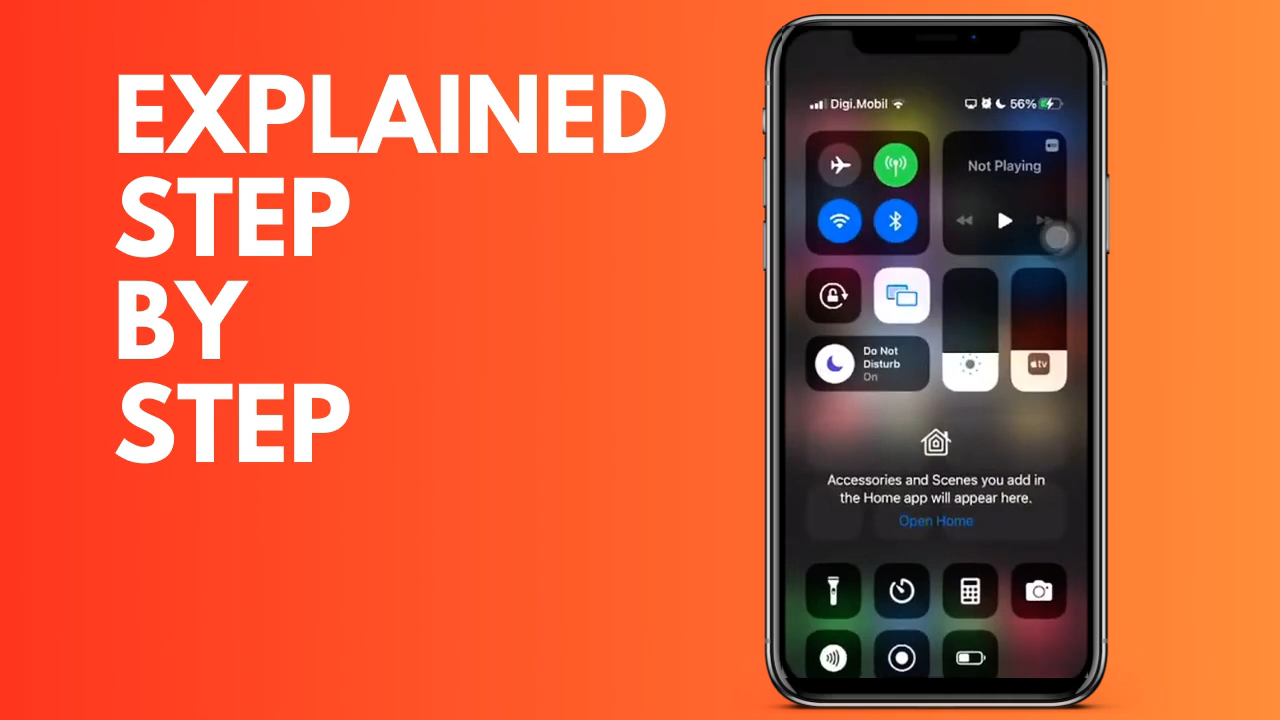 EXPLAINED
STEP
BY
STEP
Digi.Mobil
56%
Not Playing
Do Not
Disturb
On
tv
Accessories and Scenes you add in
the Home app will appear here.
Open Home